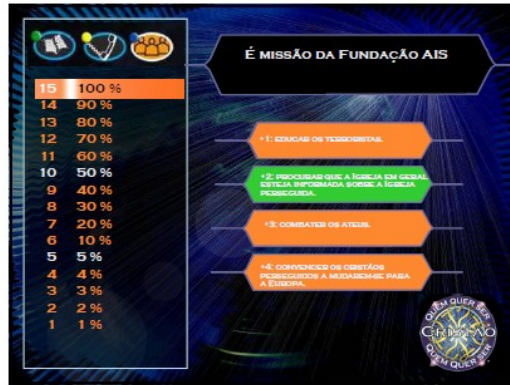 É MISSÃO DA FUNDAÇÃO AIS
15 100 %
14 90 %
13 80 %
12 70 %
11 60 %
10 50 %
9 40 %
8 30 %
7 20 %
6 10 %
5 5 %
4 4 %
3 3 %
2 2 %
1 1 %
•1: EDUCAR OS TERRORISTAS.
•2: PROCURAR QUE A IGREJA EM GERAL
ESTEJA INFORMADA SOBRE A IGREJA
PERSEGUIDA.
•3: COMBATER OS ATEUS.
•4: CONVENCER OS CRISTÃOS
PERSEGUIDOS A MUDAREM-SE PARA
A EUROPA.
QUEM QUER SER
CRISTÃO
QUEM QUER SER